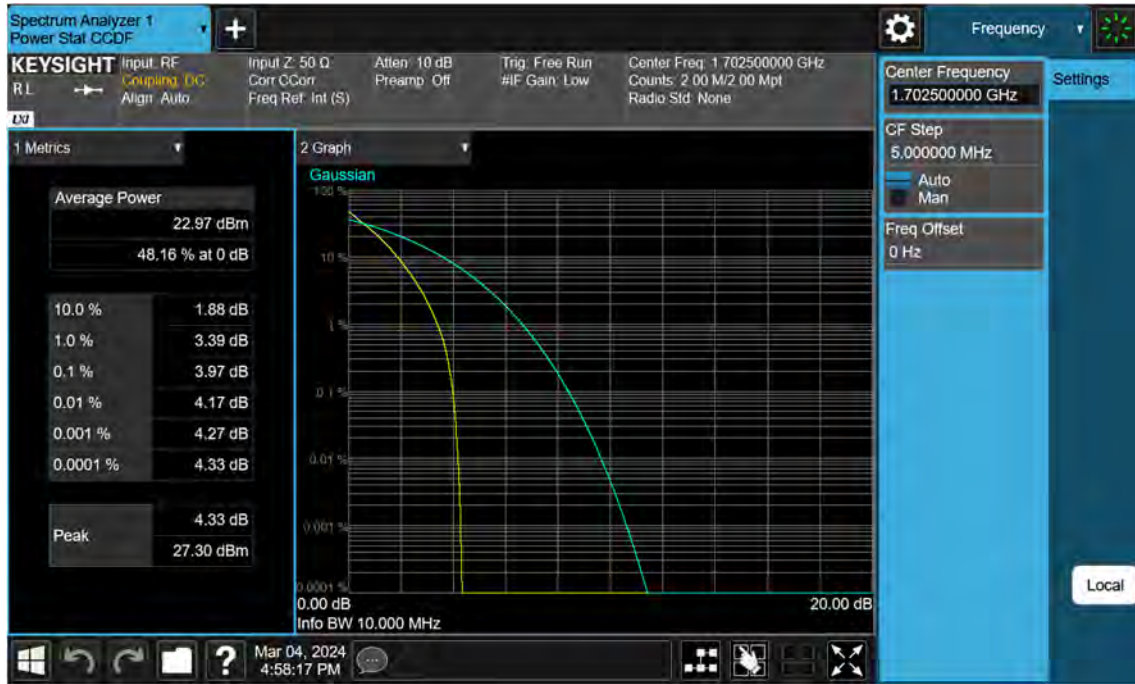 Spectrum Analyzer 1
Power Stat CCDF
Frequency
KEYSIGHT
RL
LXI
Input: RF
Coupling: DC
Align: Auto
Input Z: 50 Ω
Corr CCorr
Freq Ref: Int (S)
Atten: 10 dB
Preamp: Off
Trig: Free Run
#IF Gain: Low
Center Freq: 1.702500000 GHz
Counts: 2.00 M/2.00 Mpt
Radio Std: None
Center Frequency
1.702500000 GHz
Settings
CF Step
5.000000 MHz
Auto
Man
Freq Offset
0 Hz
1 Metrics
Average Power
22.97 dBm
48.16 % at 0 dB
10.0 % 1.88 dB
1.0 % 3.39 dB
0.1 % 3.97 dB
0.01 % 4.17 dB
0.001 % 4.27 dB
0.0001 % 4.33 dB
Peak
4.33 dB
27.30 dBm
2 Graph
Gaussian
100 %
10 %
1 %
0.1 %
0.01 %
0.001 %
0.0001 %
0.00 dB 20.00 dB
Info BW 10.000 MHz
Local
?
Mar 04, 2024
4:58:17 PM